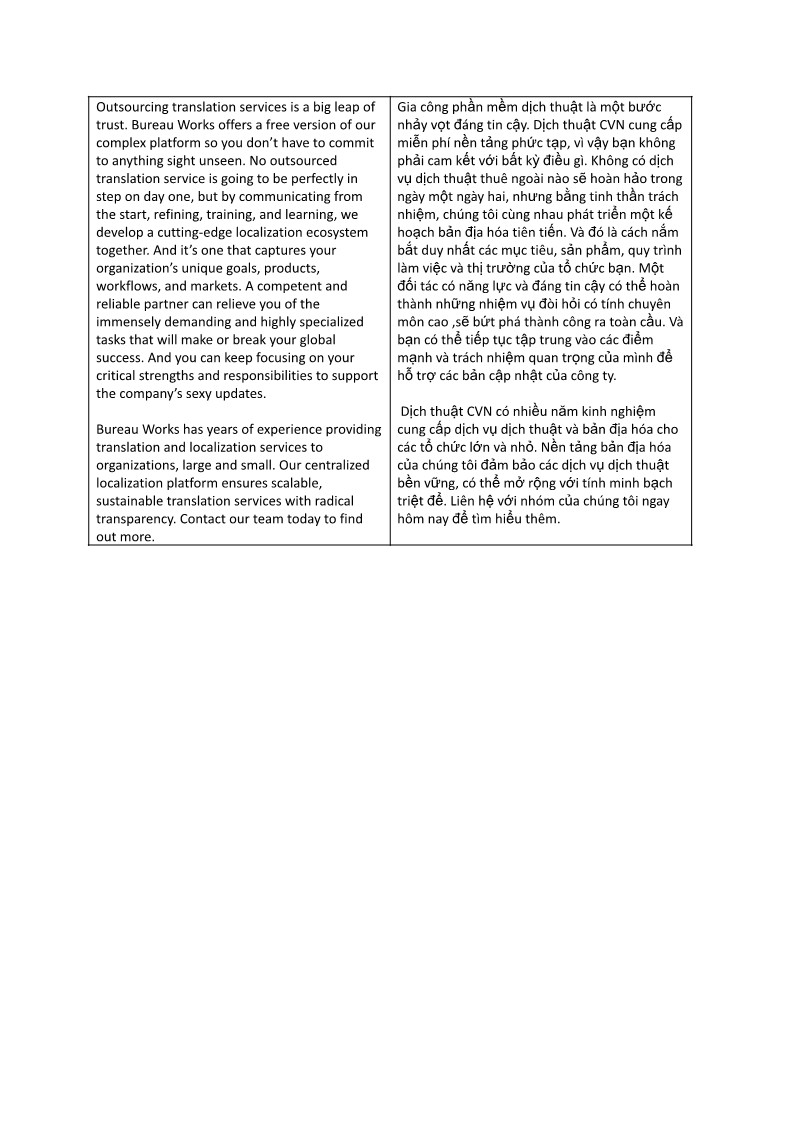 Outsourcing translation services is a big leap of
trust. Bureau Works offers a free version of our
complex platform so you don’t have to commit
to anything sight unseen. No outsourced
translation service is going to be perfectly in
step on day one, but by communicating from
the start, refining, training, and learning, we
develop a cutting-edge localization ecosystem
together. And it’s one that captures your
organization’s unique goals, products,
workflows, and markets. A competent and
reliable partner can relieve you of the
immensely demanding and highly specialized
tasks that will make or break your global
success. And you can keep focusing on your
critical strengths and responsibilities to support
the company’s sexy updates.
Bureau Works has years of experience providing
translation and localization services to
organizations, large and small. Our centralized
localization platform ensures scalable,
sustainable translation services with radical
transparency. Contact our team today to find
out more.
Gia công phần mềm dịch thuật là một bước
nhảy vọt đáng tin cậy. Dịch thuật CVN cung cấp
miễn phí nền tảng phức tạp, vì vậy bạn không
phải cam kết với bất kỳ điều gì. Không có dịch
vụ dịch thuật thuê ngoài nào sẽ hoàn hảo trong
ngày một ngày hai, nhưng bằng tinh thần trách
nhiệm, chúng tôi cùng nhau phát triển một kế
hoạch bản địa hóa tiên tiến. Và đó là cách nắm
bắt duy nhất các mục tiêu, sản phẩm, quy trình
làm việc và thị trường của tổ chức bạn. Một
đối tác có năng lực và đáng tin cậy có thể hoàn
thành những nhiệm vụ đòi hỏi có tính chuyên
môn cao ,sẽ bứt phá thành công ra toàn cầu. Và
bạn có thể tiếp tục tập trung vào các điểm
mạnh và trách nhiệm quan trọng của mình để
hỗ trợ các bản cập nhật của công ty.
Dịch thuật CVN có nhiều năm kinh nghiệm
cung cấp dịch vụ dịch thuật và bản địa hóa cho
các tổ chức lớn và nhỏ. Nền tảng bản địa hóa
của chúng tôi đảm bảo các dịch vụ dịch thuật
bền vững, có thể mở rộng với tính minh bạch
triệt để. Liên hệ với nhóm của chúng tôi ngay
hôm nay để tìm hiểu thêm.